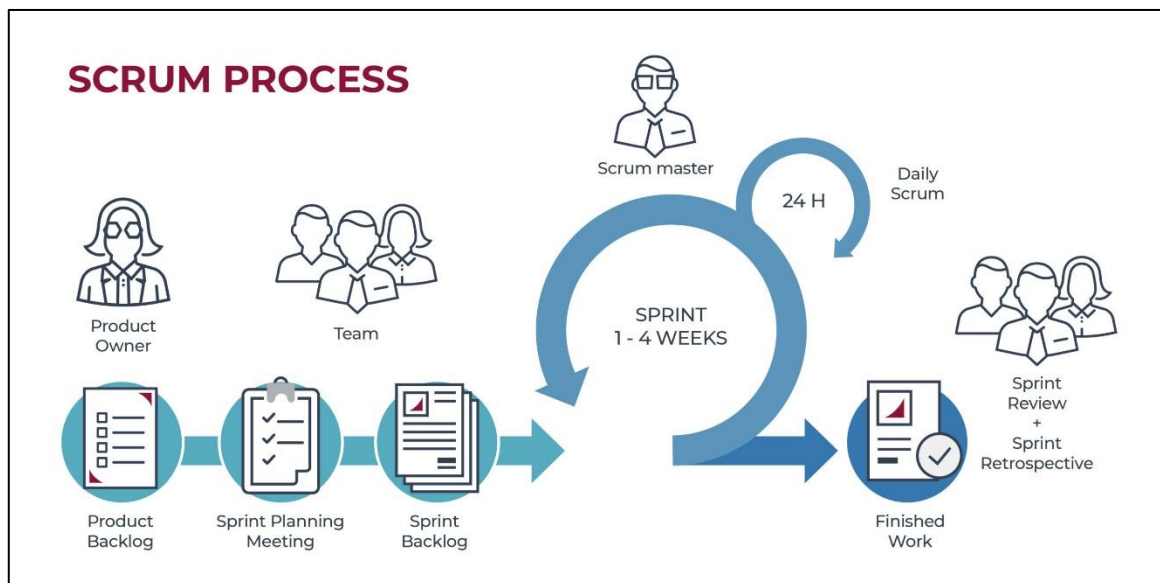 SCRUM PROCESS
Scrum master
24 H
Daily
Scrum
Product
Owner
Team
SPRINT
1 - 4 WEEKS
Sprint
Review
+
Sprint
Retrospective
Product
Backlog
Sprint Planning
Meeting
Sprint
Backlog
Finished
Work